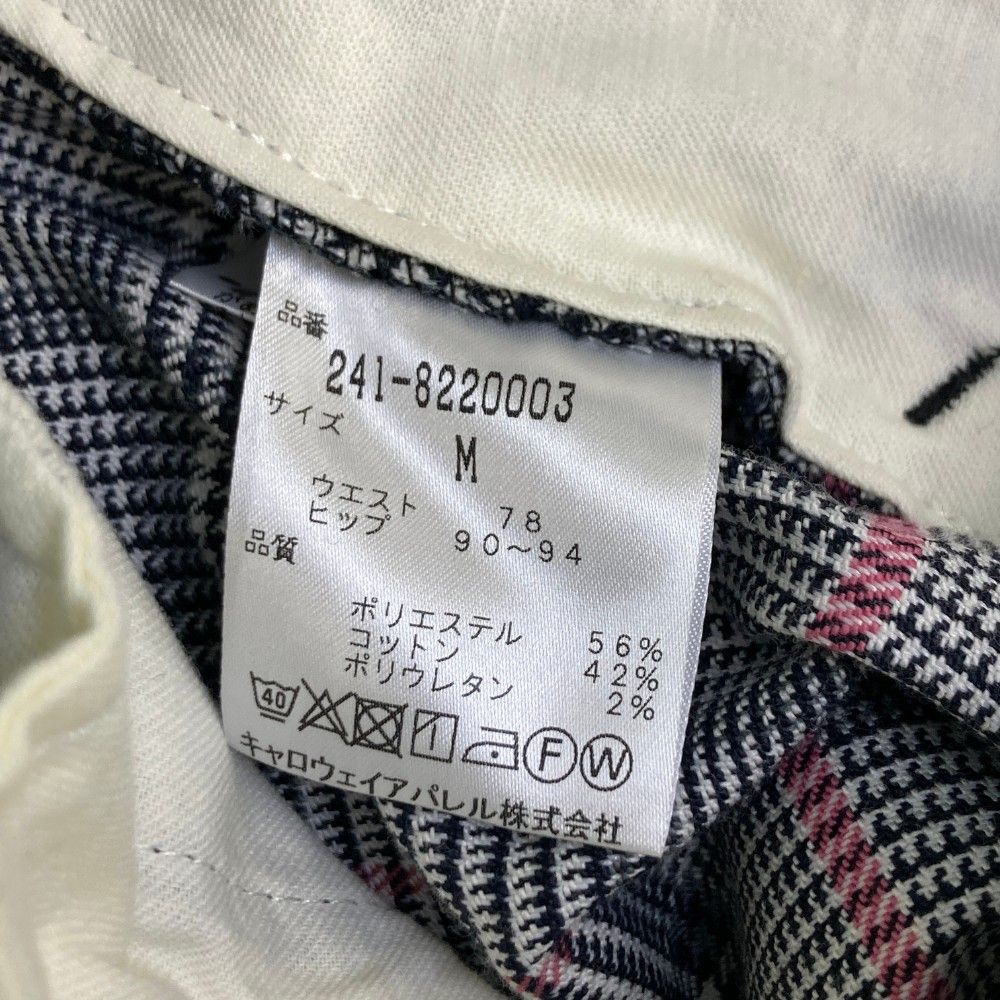 品番
241-8220003
サイズ
M
ウエスト 78
ヒップ 90～94
品質
ポリエステル 56%
コットン 42%
ポリウレタン 2%
40 F W
キャロウェイアパレル株式会社